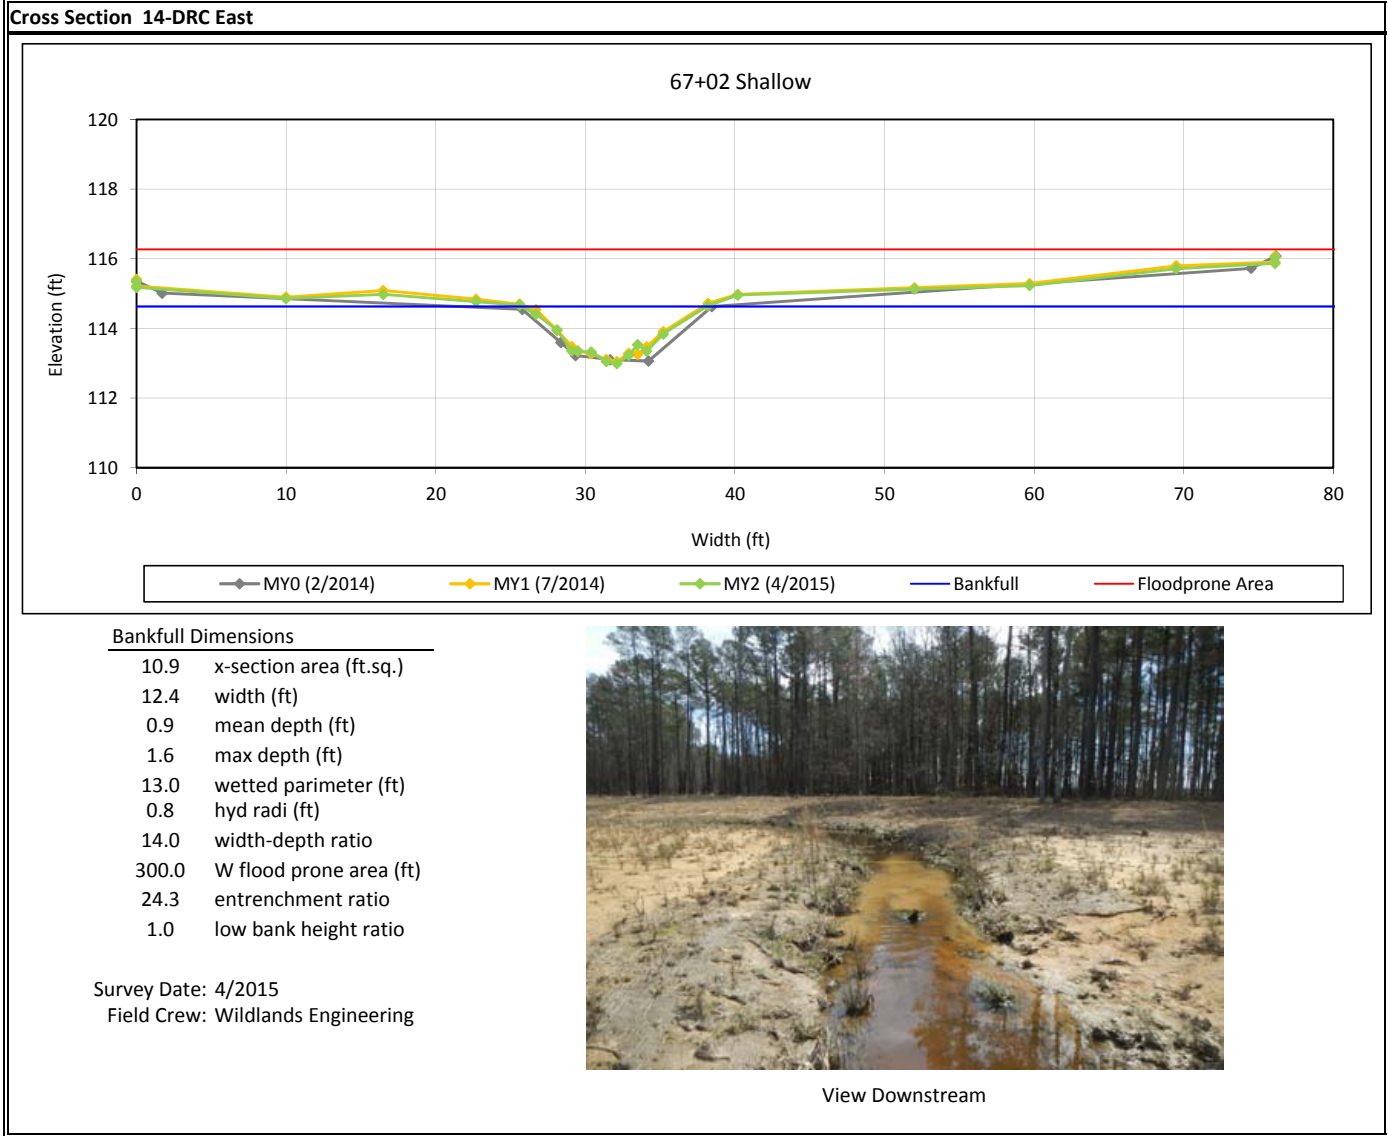 Cross Section 14-DRC East
67+02 Shallow
120
118
116
114
112
110
Elevation (ft)
0 10 20 30 40 50 60 70 80
Width (ft)
MY0 (2/2014) MY1 (7/2014) MY2 (4/2015) Bankfull Floodprone Area
Bankfull Dimensions
10.9 x-section area (ft.sq.)
12.4 width (ft)
0.9 mean depth (ft)
1.6 max depth (ft)
13.0 wetted parimeter (ft)
0.8 hyd radi (ft)
14.0 width-depth ratio
300.0 W flood prone area (ft)
24.3 entrenchment ratio
1.0 low bank height ratio
Survey Date: 4/2015
Field Crew: Wildlands Engineering
View Downstream